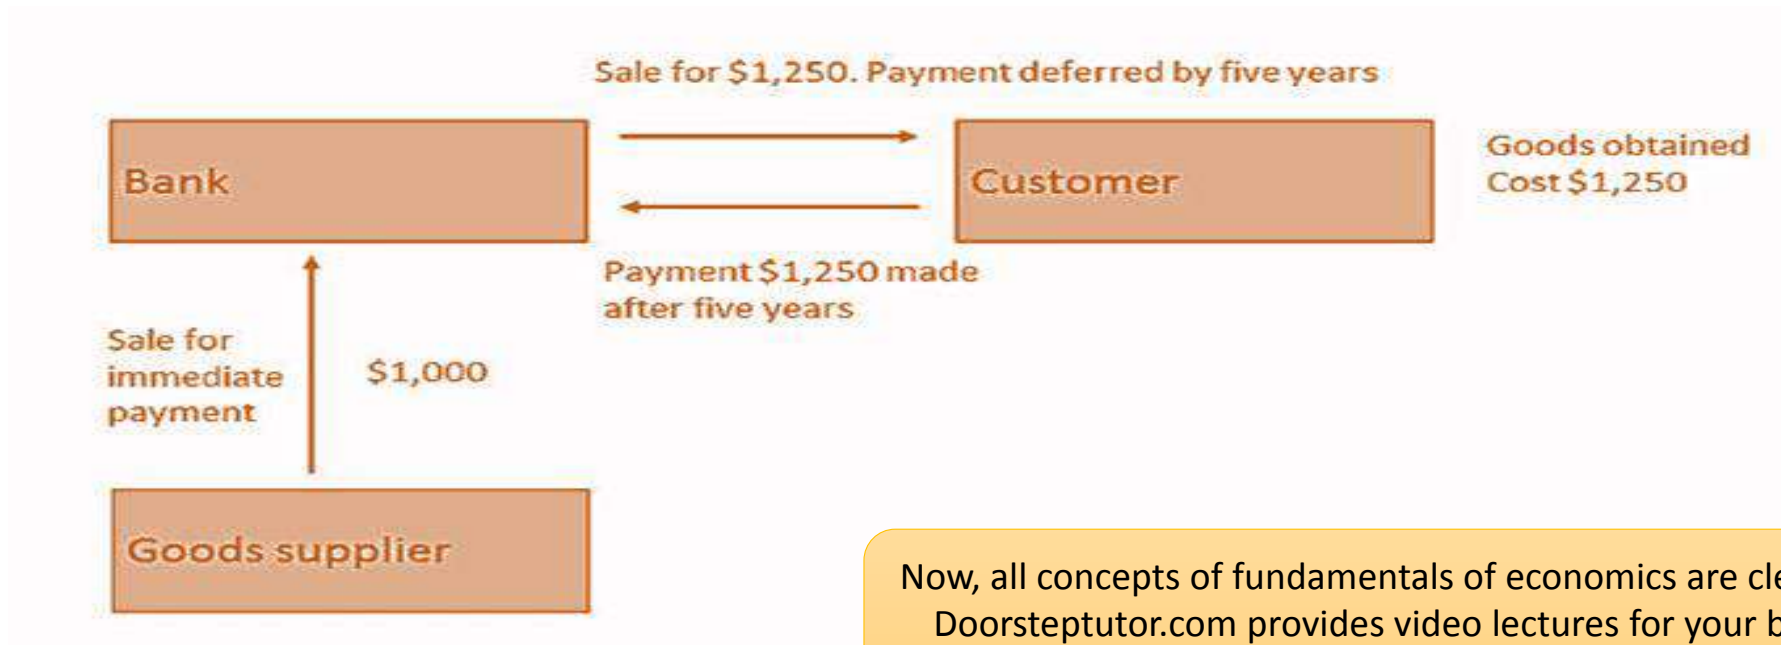 Sale for $1,250. Payment deferred by five years
Bank
Customer
Goods obtained
Cost $1,250
Payment $1,250 made
after five years
Sale for
immediate
payment
$1,000
Goods supplier
Now, all concepts of fundamentals of economics are
Doorsteptutor.com provides video lectures for your